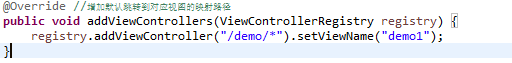 @Override //增加默认跳转到对应视图的映射路径
public void addViewControllers(ViewControllerRegistry registry) {
registry.addViewController("/demo/*").setViewName("demo1");
}